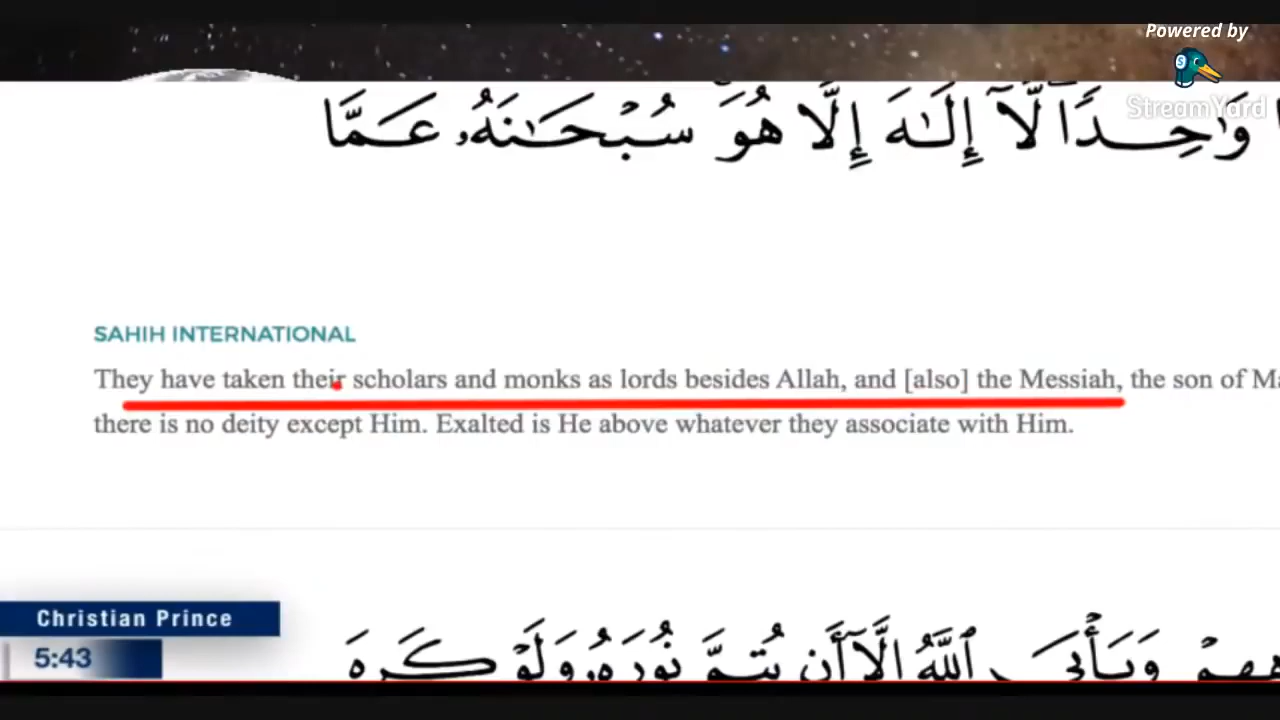 Powered by
StreamYard
وَٰحِدًا لَّآ إِلَـٰهَ إِلَّا هُوَ سُبْحَـٰنَهُۥ عَمَّا
SAHIH INTERNATIONAL
They have taken their scholars and monks as lords besides Allah, and [also] the Messiah, the son of
there is no deity except Him. Exalted is He above whatever they associate with Him.
Christian Prince
5:43
وَيَأْبَى ٱللَّهُ إِلَّآ أَن يُتِمَّ نُورَهُۥ وَلَوْ كَرِهَ